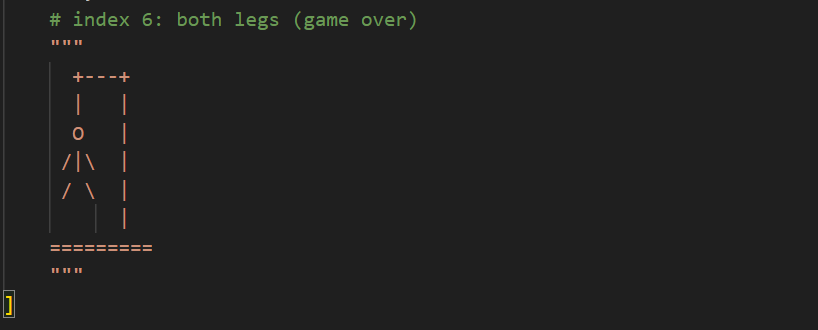 # index 6: both legs (game over)
"""
  +---+
  |   |
  O   |
 /|\  |
 / \  |
      |
=========
"""
]